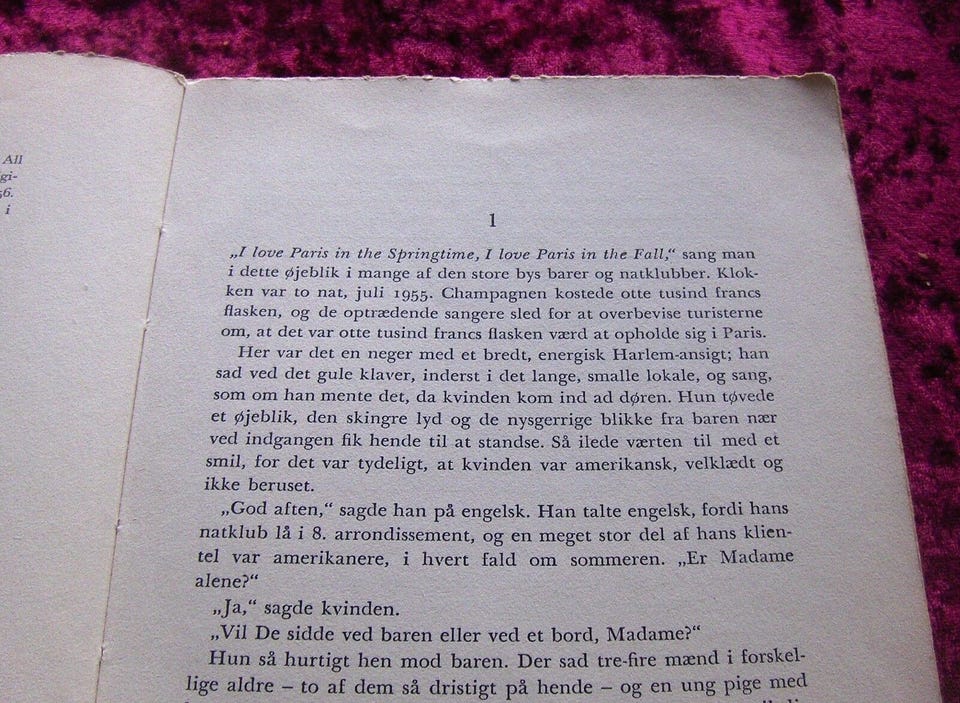 All
gi-
56.
i
1
„I love Paris in the Springtime, I love Paris in the Fall,“ sang man
i dette øjeblik i mange af den store bys barer og natklubber. Klok-
ken var to nat, juli 1955. Champagnen kostede otte tusind francs
flasken, og de optrædende sangere sled for at overbevise turisterne
om, at det var otte tusind francs flasken værd at opholde sig i Paris.
Her var det en neger med et bredt, energisk Harlem-ansigt; han
sad ved det gule klaver, inderst i det lange, smalle lokale, og sang,
som om han mente det, da kvinden kom ind ad døren. Hun tøvede
et øjeblik, den skingre lyd og de nysgerrige blikke fra baren nær
ved indgangen fik hende til at standse. Så ilede værten til med et
smil, for det var tydeligt, at kvinden var amerikansk, velklædt og
ikke beruset.
„God aften,“ sagde han på engelsk. Han talte engelsk, fordi hans
natklub lå i 8. arrondissement, og en meget stor del af hans klien-
tel var amerikanere, i hvert fald om sommeren. „Er Madame
alene?“
„Ja,“ sagde kvinden.
„Vil De sidde ved baren eller ved et bord, Madame?“
Hun så hurtigt hen mod baren. Der sad tre-fire mænd i forskel-
lige aldre – to af dem så dristigt på hende – og en ung pige med